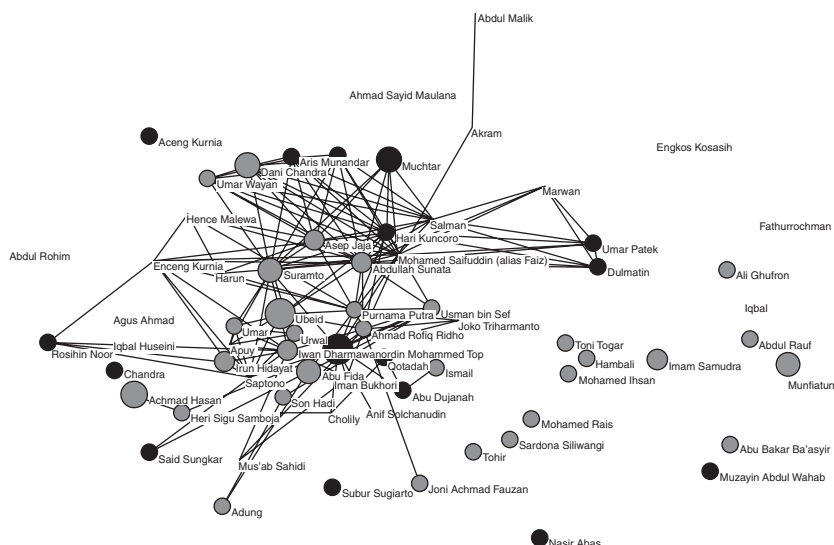 Abdul Malik
Ahmad Sayid Maulana
Akram
Aceng Kurnia
Engkos Kosasih
Aris Munandar
Muchtar
Dani Chandra
Umar Wayan
Marwan
Hence Malewa
Salman
Fathurrochman
Hari Kuncoro
Asep Jaja
Umar Patek
Abdul Rohim
Mohamed Saifuddin (alias Faiz)
Enceng Kurnia
Abdullah Sunata
Dulmatin
Ali Ghufron
Harun
Suramto
Iqbal
Purnama Putra
Usman bin Sef
Agus Ahmad
Ubeid
Joko Triharmanto
Umar
Ahmad Rofiq Ridho
Urwah
Iqbal Huseini
Toni Togar
Abdul Rauf
Apuy
Rosihin Noor
Iwan Dharmawan
ordin Mohammed Top
Hambali
Imam Samudra
Irun Hidayat
Qotadah
Ismail
Chandra
Abu Fida
Mohamed Ihsan
Saptono
Iman Bukhori
Munfiatun
Abu Dujanah
Achmad Hasan
Son Hadi
Heri Sigu Samboja
Cholily
Anif Solchanudin
Mohamed Rais
Sardona Siliwangi
Abu Bakar Ba'asyir
Said Sungkar
Tohir
Mus'ab Sahidi
Muzayin Abdul Wahab
Subur Sugiarto
Joni Achmad Fauzan
Adung
Nasir Abas